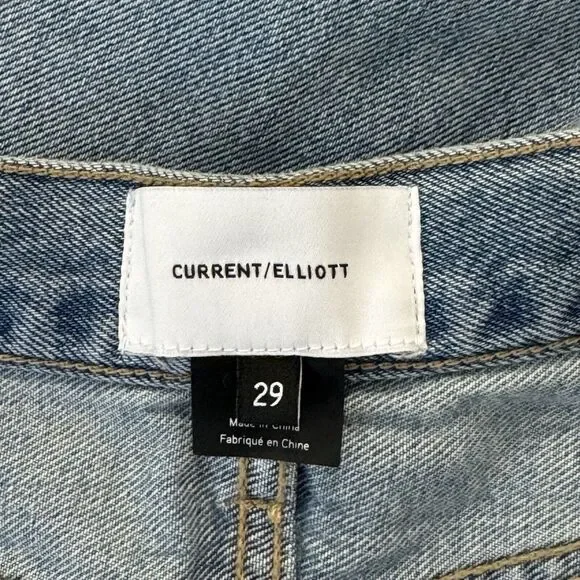 CURRENT/ELLIOTT
29
Made in China
Fabriqué en Chine